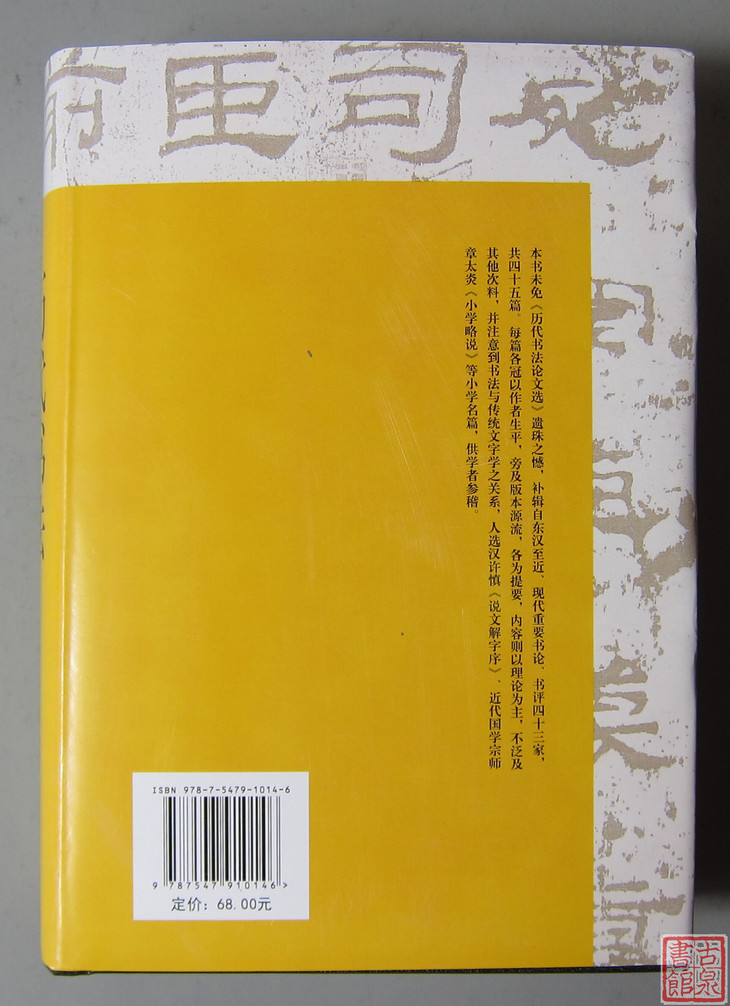 本书未免《历代书法论文选》遗珠之憾，补辑自东汉至近、现代重要书论、书评四十三家，
共四十五篇。每篇各冠以作者生平，旁及版本源流，各为提要，内容则以理论为主，不泛及
其他次料，并注意到书法与传统文字学之关系，人选汉许慎《说文解字序》、近代国学宗师
章太炎《小学略说》等小学名篇，供学者参稽。
ISBN 978-7-5479-1014-6
9 787547 910146 >
定价：68.00元
古泉
書館